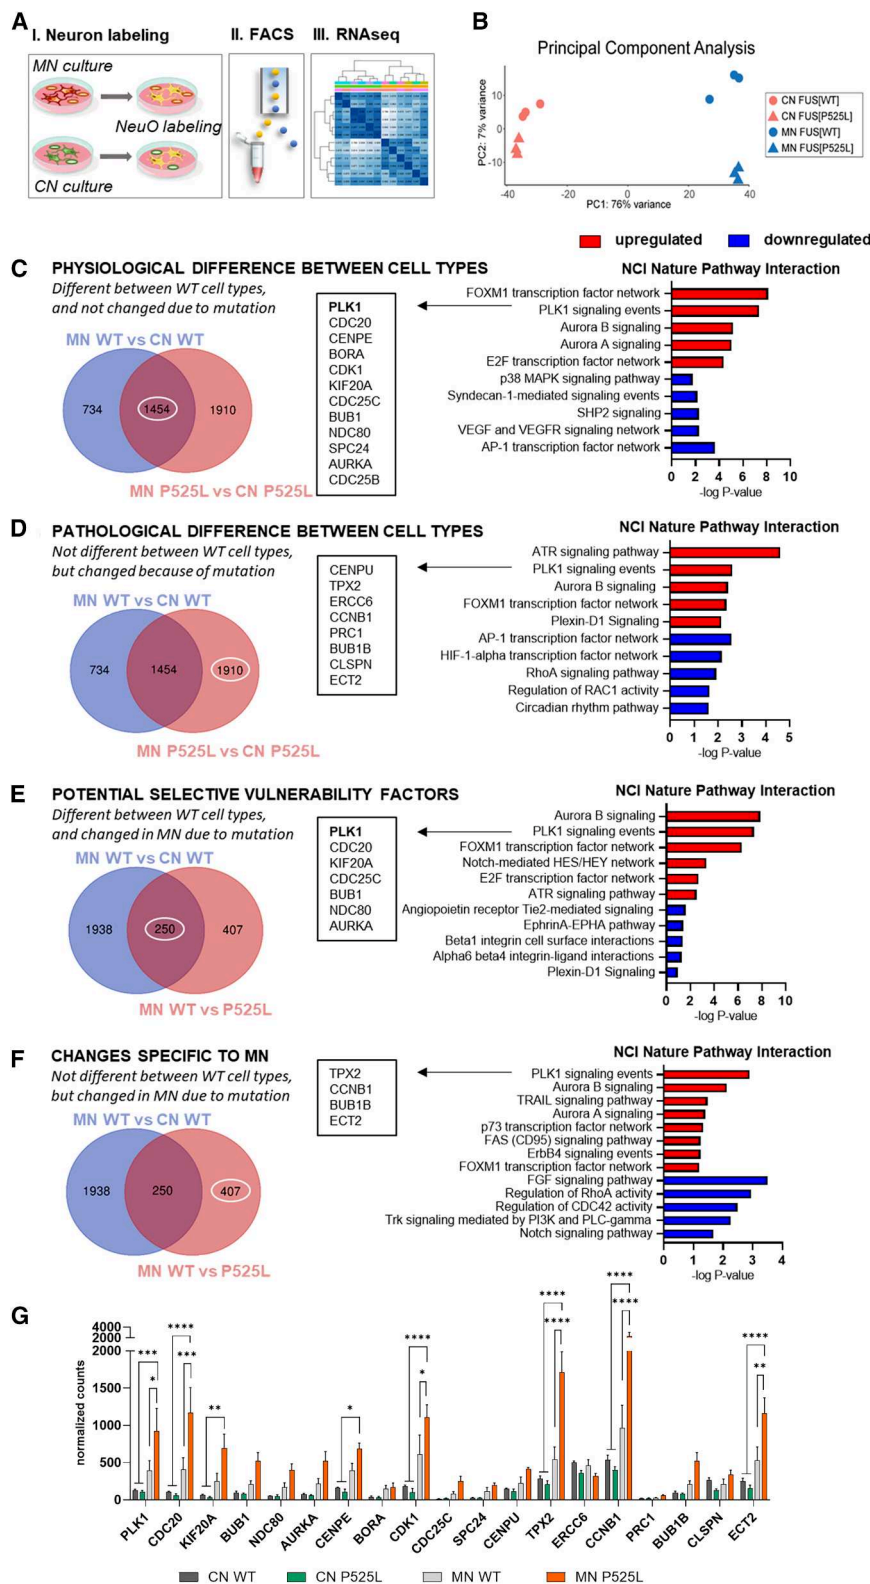 A
I. Neuron labeling
II. FACS
III. RNAseq
MN culture
NeuO labeling
CN culture
B
Principal Component Analysis
PC2: 7% variance
10
0
-10
-40
-20
0
20
40
PC1: 76% variance
CN FUS[WT]
CN FUS[P525L]
MN FUS[WT]
MN FUS[P525L]
upregulated
downregulated
C
PHYSIOLOGICAL DIFFERENCE BETWEEN CELL TYPES
Different between WT cell types,
and not changed due to mutation
MN WT vs CN WT
734
1454
1910
MN P525L vs CN P525L
PLK1
CDC20
CENPE
BORA
CDK1
KIF20A
CDC25C
BUB1
NDC80
SPC24
AURKA
CDC25B
NCI Nature Pathway Interaction
FOXM1 transcription factor network
PLK1 signaling events
Aurora B signaling
Aurora A signaling
E2F transcription factor network
p38 MAPK signaling pathway
Syndecan-1-mediated signaling events
SHP2 signaling
VEGF and VEGFR signaling network
AP-1 transcription factor network
0 2 4 6 8 10
-log P-value
D
PATHOLOGICAL DIFFERENCE BETWEEN CELL TYPES
Not different between WT cell types,
but changed because of mutation
MN WT vs CN WT
734
1454
1910
MN P525L vs CN P525L
CENPU
TPX2
ERCC6
CCNB1
PRC1
BUB1B
CLSPN
ECT2
NCI Nature Pathway Interaction
ATR signaling pathway
PLK1 signaling events
Aurora B signaling
FOXM1 transcription factor network
Plexin-D1 Signaling
AP-1 transcription factor network
HIF-1-alpha transcription factor network
RhoA signaling pathway
Regulation of RAC1 activity
Circadian rhythm pathway
0 1 2 3 4 5
-log P-value
E
POTENTIAL SELECTIVE VULNERABILITY FACTORS
Different between WT cell types,
and changed in MN due to mutation
MN WT vs CN WT
1938
250
407
MN WT vs P525L
PLK1
CDC20
KIF20A
CDC25C
BUB1
NDC80
AURKA
NCI Nature Pathway Interaction
Aurora B signaling
PLK1 signaling events
FOXM1 transcription factor network
Notch-mediated HES/HEY network
E2F transcription factor network
ATR signaling pathway
Angiopoietin receptor Tie2-mediated signaling
EphrinA-EPHA pathway
Beta1 integrin cell surface interactions
Alpha6 beta4 integrin-ligand interactions
Plexin-D1 Signaling
0 2 4 6 8 10
-log P-value
F
CHANGES SPECIFIC TO MN
Not different between WT cell types,
but changed in MN due to mutation
MN WT vs CN WT
1938
250
407
MN WT vs P525L
TPX2
CCNB1
BUB1B
ECT2
NCI Nature Pathway Interaction
PLK1 signaling events
Aurora B signaling
TRAIL signaling pathway
Aurora A signaling
p73 transcription factor network
FAS (CD95) signaling pathway
ErbB4 signaling events
FOXM1 transcription factor network
FGF signaling pathway
Regulation of RhoA activity
Regulation of CDC42 activity
Trk signaling mediated by PI3K and PLC-gamma
Notch signaling pathway
0 1 2 3 4
-log P-value
G
normalized counts
4000
2000
2000
1500
1000
500
0
*** *
**** ***
**
*
**** *
**** ****
**** ****
**** **
PLK1
CDC20
KIF20A
BUB1
NDC80
AURKA
CENPE
BORA
CDK1
CDC25C
SPC24
CENPU
TPX2
ERCC6
CCNB1
PRC1
BUB1B
CLSPN
ECT2
CN WT
CN P525L
MN WT
MN P525L